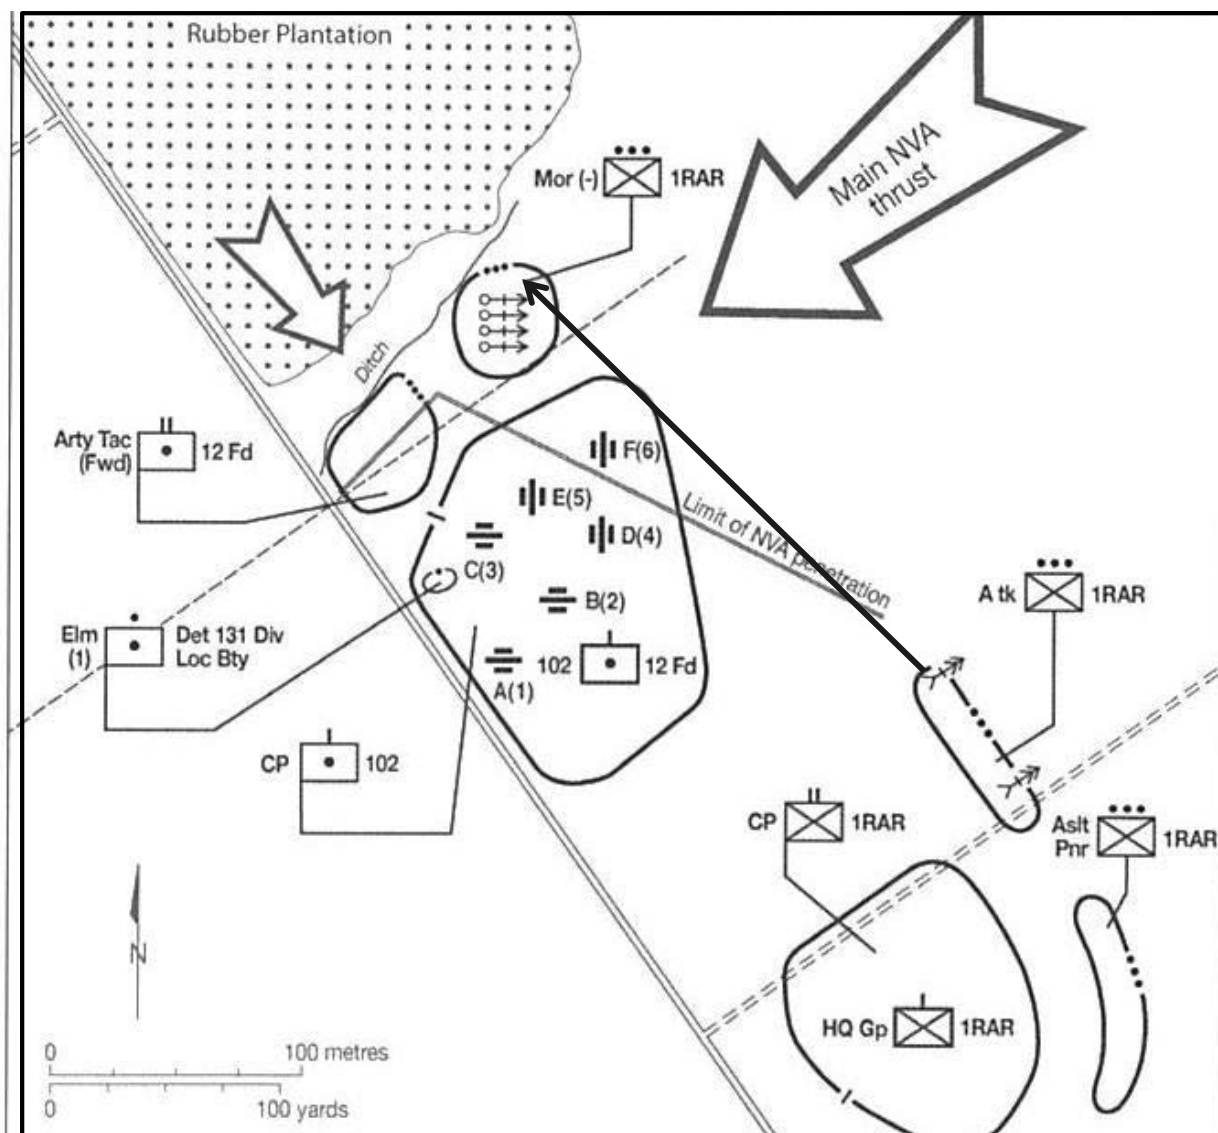 Rubber Plantation
Main NVA
thrust
Mor (-) 1RAR
Ditch
Arty Tac
(Fwd) 12 Fd
F(6)
E(5)
D(4)
Limit of NVA penetration
C(3)
B(2)
A tk 1RAR
Elm
(1)
Det 131 Div
Loc Bty
A(1)
102 12 Fd
CP 102
CP 1RAR
Aslt
Pnr 1RAR
N
HQ Gp 1RAR
0 100 metres
0 100 yards